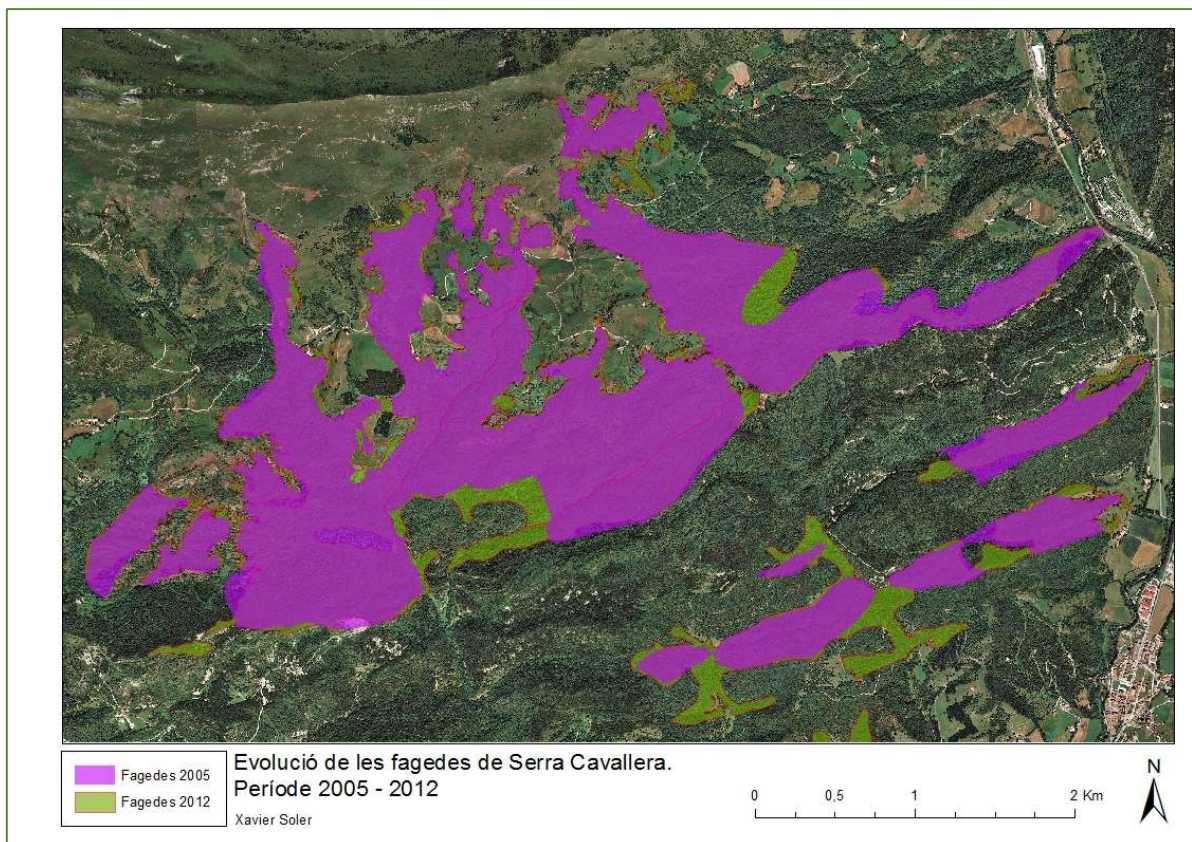 Fagedes 2005
Fagedes 2012
Evolució de les fagedes de Serra Cavallera.
Període 2005 - 2012
Xavier Soler
0 0,5 1 2 Km
N